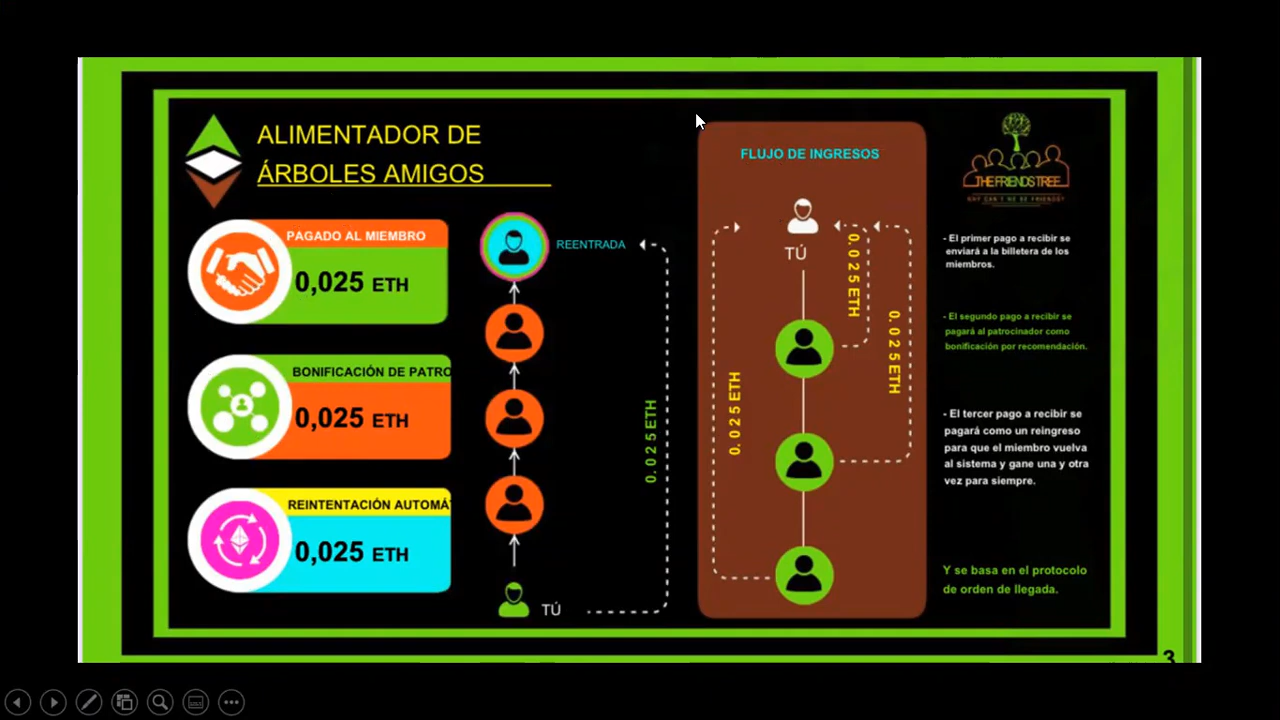 ALIMENTADOR DE
ÁRBOLES AMIGOS
PAGADO AL MIEMBRO
0,025 ETH
BONIFICACIÓN DE PATRO
0,025 ETH
REINTENTACIÓN AUTOMÁ
0,025 ETH
REENTRADA
0.025 ETH
TÚ
FLUJO DE INGRESOS
TÚ
0.025 ETH
0.025 ETH
0.025 ETH
THE FRIENDS TREE
WHY CAN'T WE BE FRIENDS?
- El primer pago a recibir se
enviará a la billetera de los
miembros.
- El segundo pago a recibir se
pagará al patrocinador como
bonificación por recomendación.
- El tercer pago a recibir se
pagará como un reingreso
para que el miembro vuelva
al sistema y gane una y otra
vez para siempre.
Y se basa en el protocolo
de orden de llegada.
3